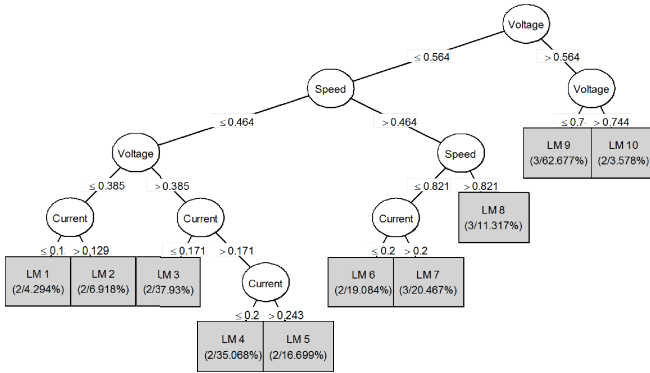 Voltage
≤ 0.564
> 0.564
Speed
Voltage
≤ 0.464
> 0.464
≤ 0.7
> 0.744
Voltage
Speed
LM 9
(3/62.677%)
LM 10
(2/3.578%)
≤ 0.385
> 0.385
≤ 0.821
> 0.821
Current
Current
Current
LM 8
(3/11.317%)
≤ 0.1
> 0.129
≤ 0.171
> 0.171
≤ 0.2
> 0.2
LM 1
(2/4.294%)
LM 2
(2/6.918%)
LM 3
(2/37.93%)
Current
LM 6
(2/19.084%)
LM 7
(3/20.467%)
≤ 0.2
> 0.243
LM 4
(2/35.068%)
LM 5
(2/16.699%)